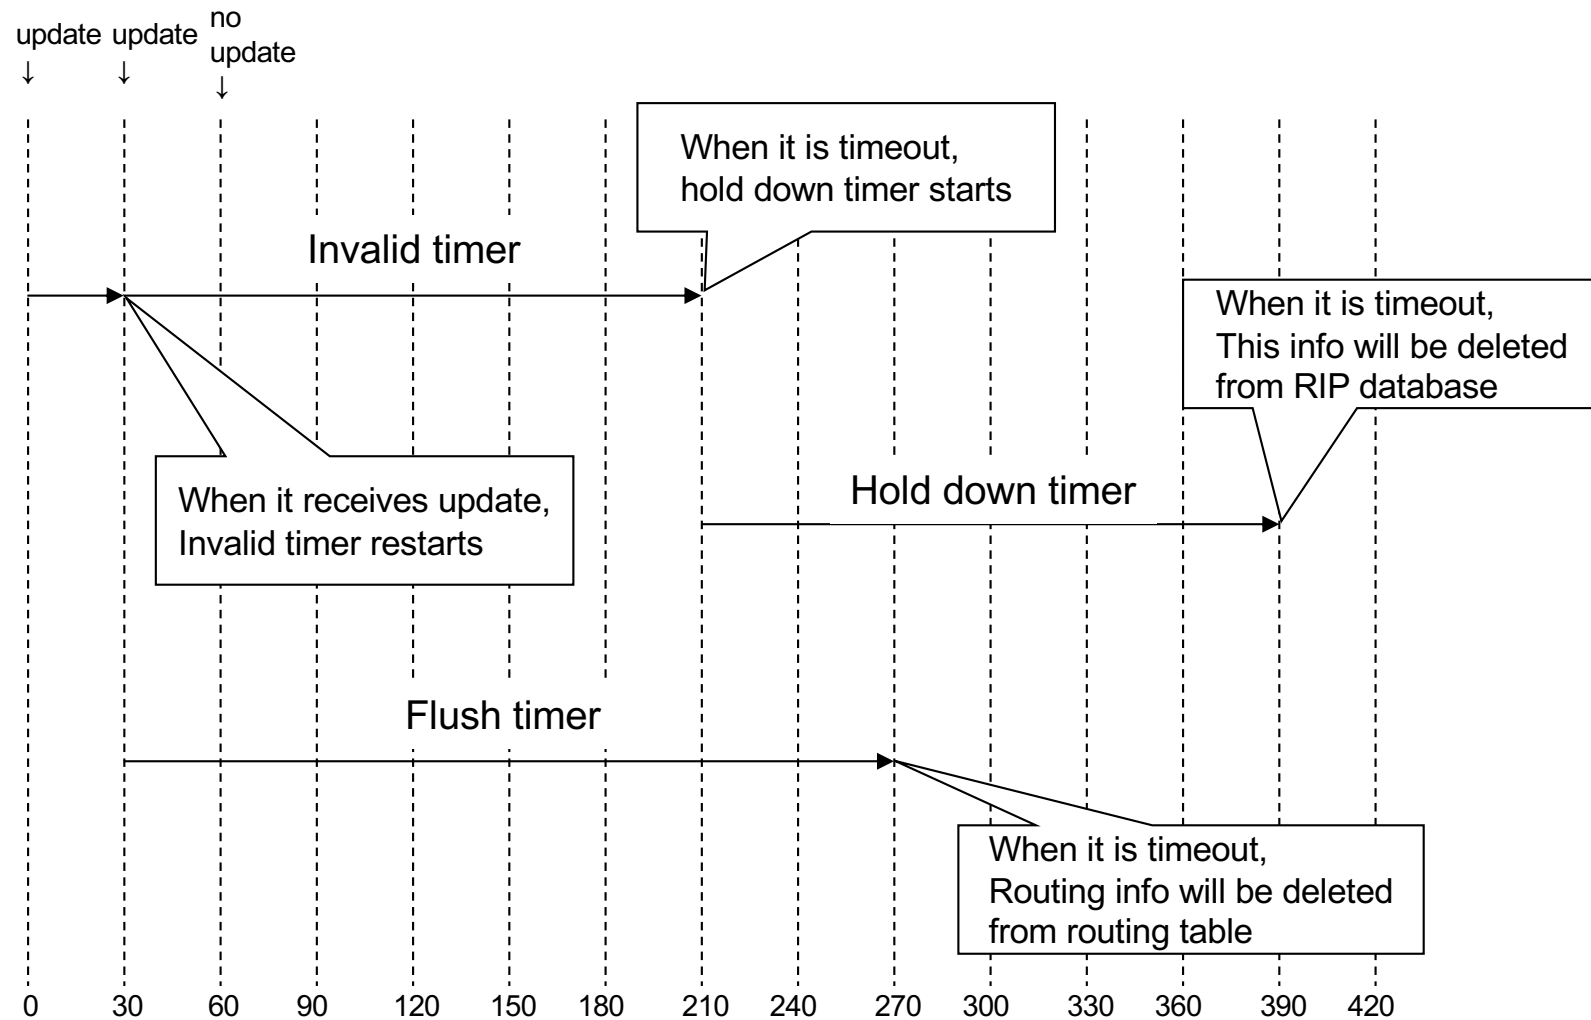 update update no
update
↓ ↓ ↓
When it is timeout,
hold down timer starts
Invalid timer
When it is timeout,
This info will be deleted
from RIP database
When it receives update,
Invalid timer restarts
Hold down timer
Flush timer
When it is timeout,
Routing info will be deleted
from routing table
0 30 60 90 120 150 180 210 240 270 300 330 360 390 420